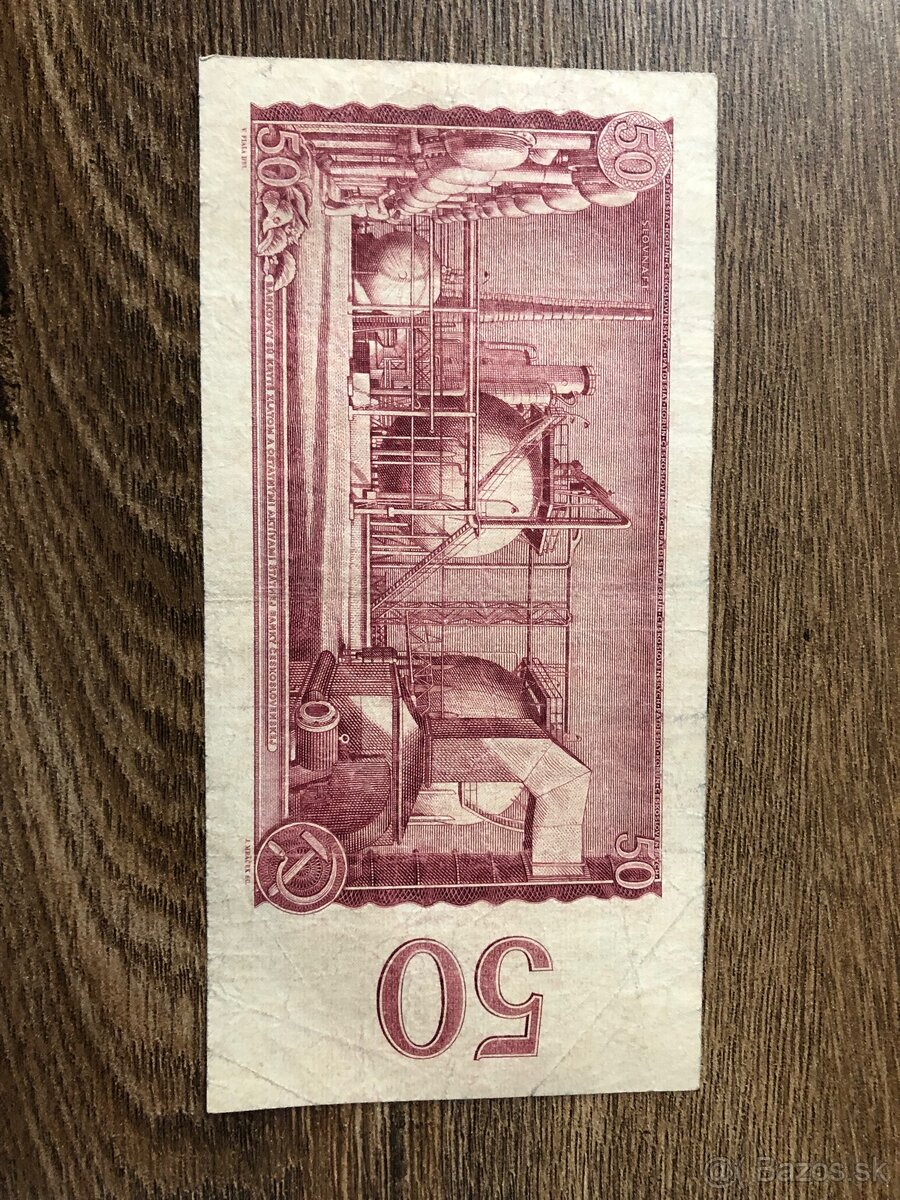 50
SLOVNAFT
50
50
BANKOVKY SÚ KRYTÉ ZLATOM A OSTATNÝMI AKTÍVAMI ŠTÁTNEJ BANKY ČESKOSLOVENSKEJ
50
Bazos.sk